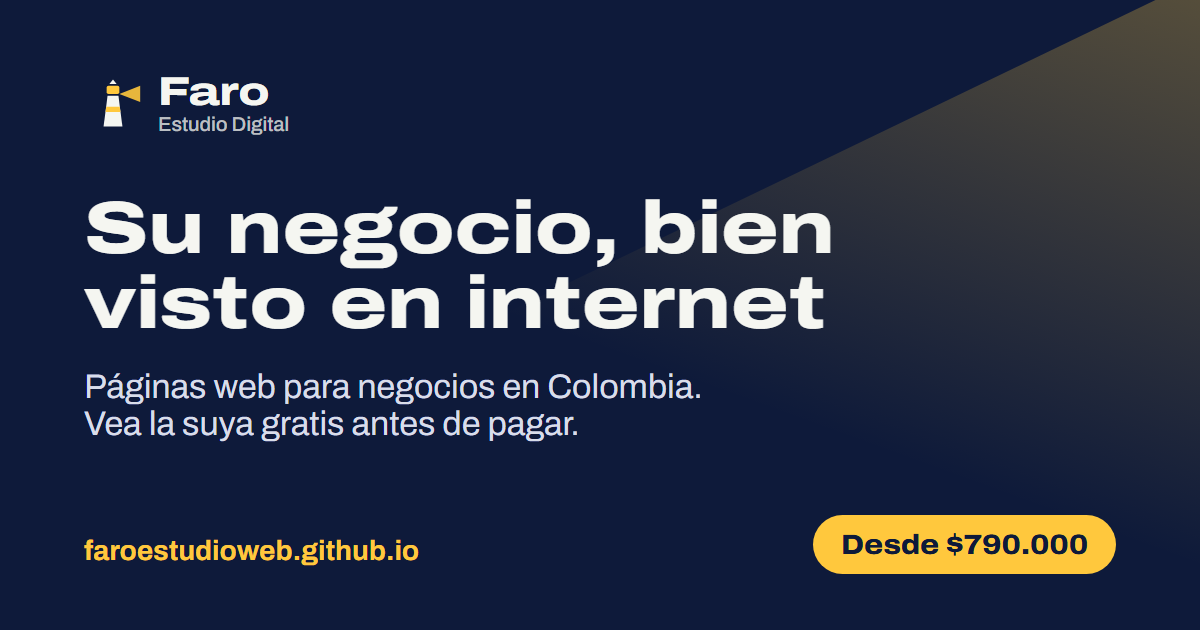 Faro
Estudio Digital
Su negocio, bien
visto en internet
Páginas web para negocios en Colombia.
Vea la suya gratis antes de pagar.
faroestudioweb.github.io
Desde $790.000